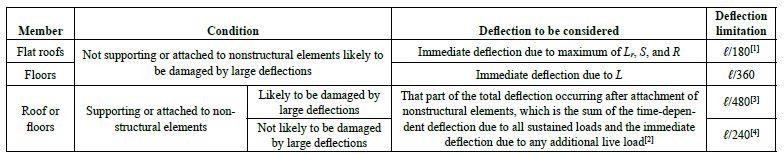 Member Condition Deflection to be considered Deflection limitation
Flat roofs Not supporting or attached to nonstructural elements likely to be damaged by large deflections Immediate deflection due to maximum of Lr, S, and R ℓ/180[1]
Floors Immediate deflection due to L ℓ/360
Roof or floors Supporting or attached to non-structural elements Likely to be damaged by large deflections That part of the total deflection occurring after attachment of nonstructural elements, which is the sum of the time-depen-dent deflection due to all sustained loads and the immediate deflection due to any additional live load[2] ℓ/480[3]
Not likely to be damaged by large deflections ℓ/240[4]